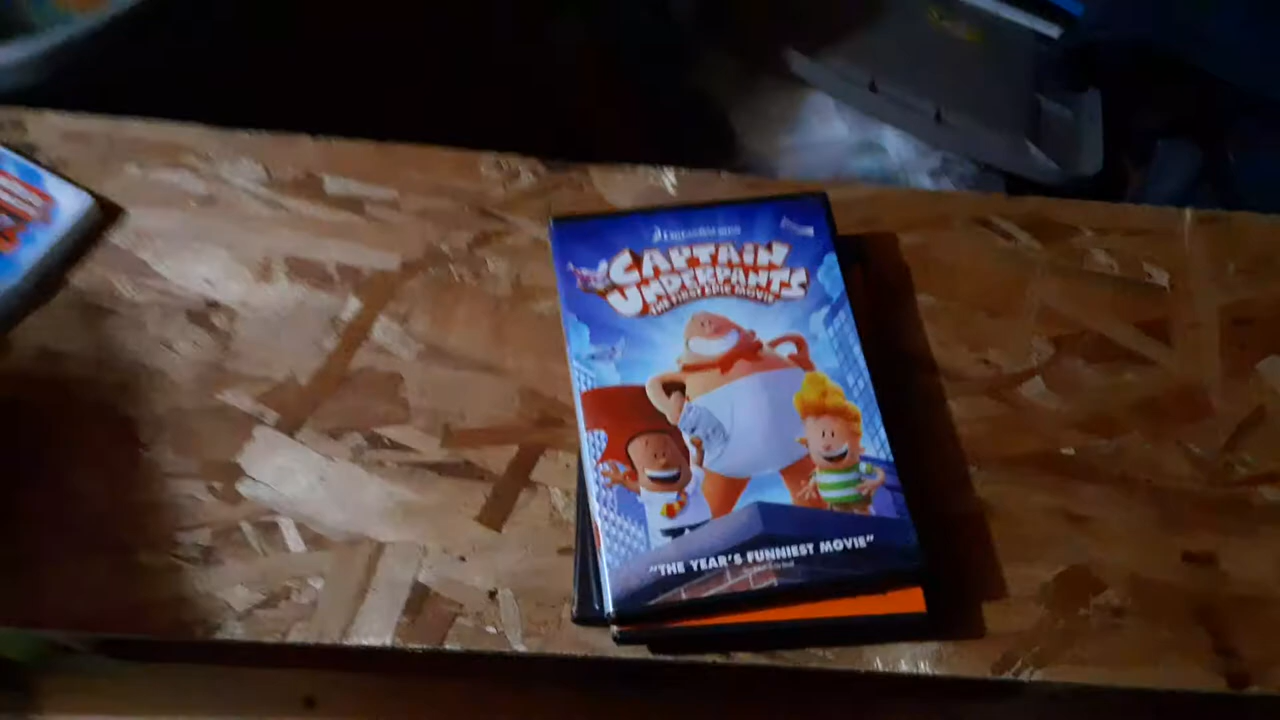 DREAMWORKS
CAPTAIN
UNDERPANTS
THE FIRST EPIC MOVIE
"THE YEAR'S FUNNIEST MOVIE"